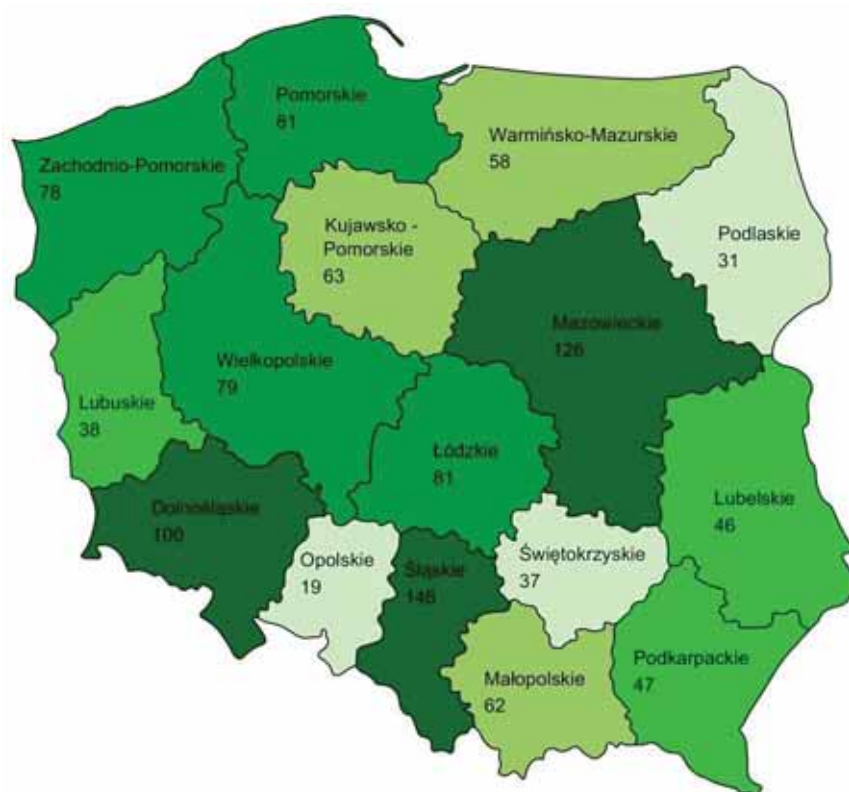 Pomorskie
81
Warmińsko-Mazurskie
58
Zachodnio-Pomorskie
78
Kujawsko -
Pomorskie
63
Podlaskie
31
Mazowieckie
126
Wielkopolskie
79
Lubuskie
38
Łódzkie
81
Dolnośląskie
100
Lubelskie
46
Opolskie
19
Śląskie
Świętokrzyskie
37
Podkarpackie
47
Małopolskie
62